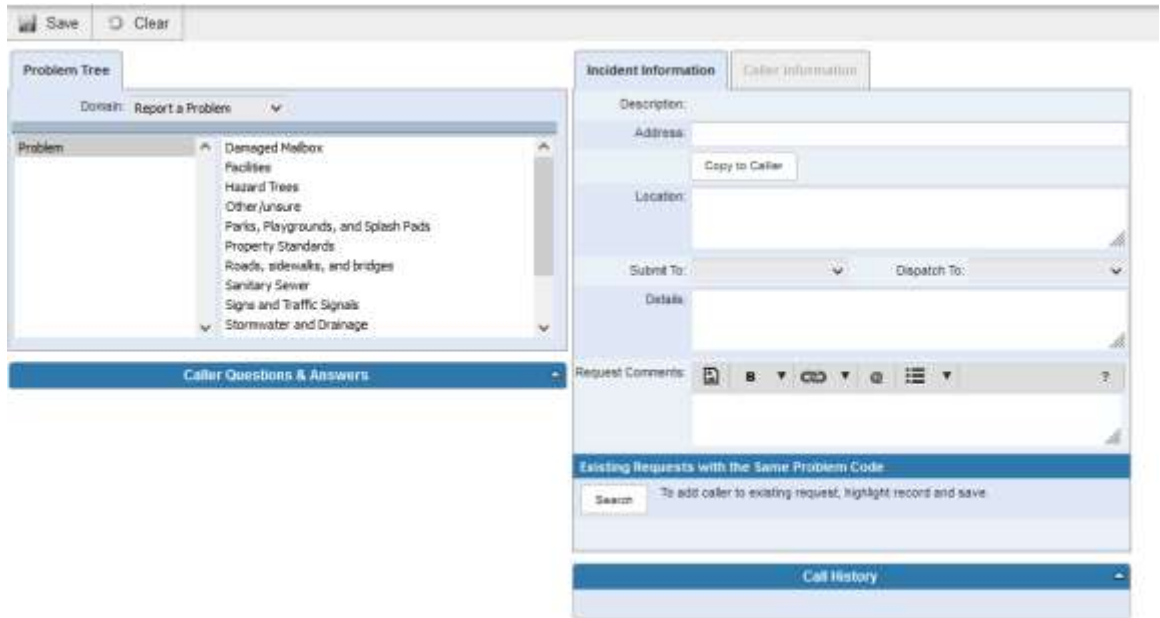 Save Clear
Problem Tree
Domain: Report a Problem
Problem
Damaged Mailbox
Facilities
Hazard Trees
Other/unsure
Parks, Playgrounds, and Splash Pads
Property Standards
Roads, sidewalks, and bridges
Sanitary Sewer
Signs and Traffic Signals
Stormwater and Drainage
Caller Questions & Answers
Incident Information Caller Information
Description:
Address:
Copy to Caller
Location:
Submit To: Dispatch To:
Details:
Request Comments: B @ ?
Existing Requests with the Same Problem Code
Search To add caller to existing request, highlight record and save.
Call History